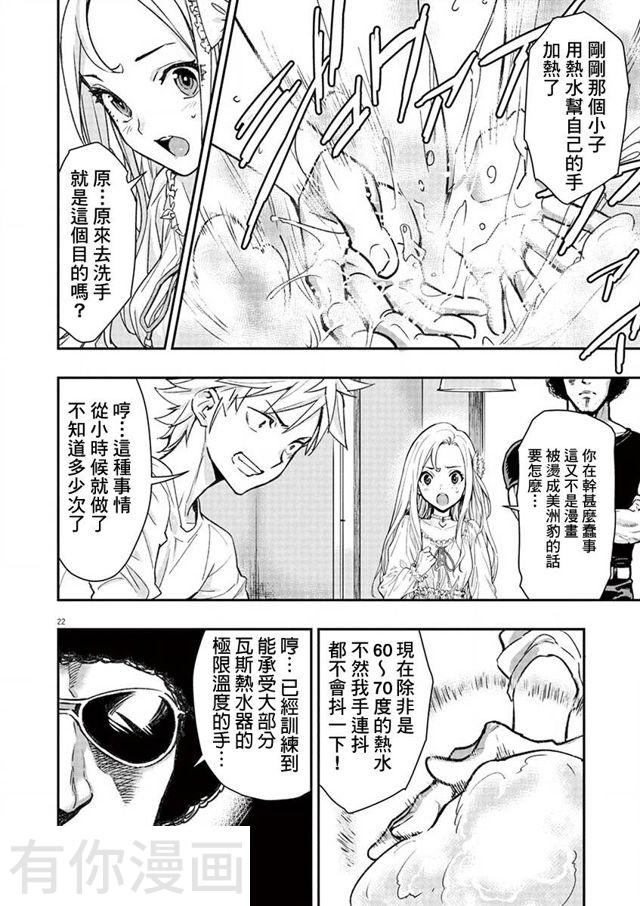 剛剛那個小子
用熱水幫自己的手
加熱了
原…原來去洗手
就是這個目的嗎？
你在幹甚麼蠢事
這又不是漫畫
被燙成美洲豹的話
要怎麼…
哼…這種事情
從小時候就做了
不知道多少次了
現在除非是
60～70度的熱水
不然我手連抖
都不會抖一下！
哼…已經訓練到
能承受大部分
瓦斯熱水器的
極限溫度的手…
22
有你漫画